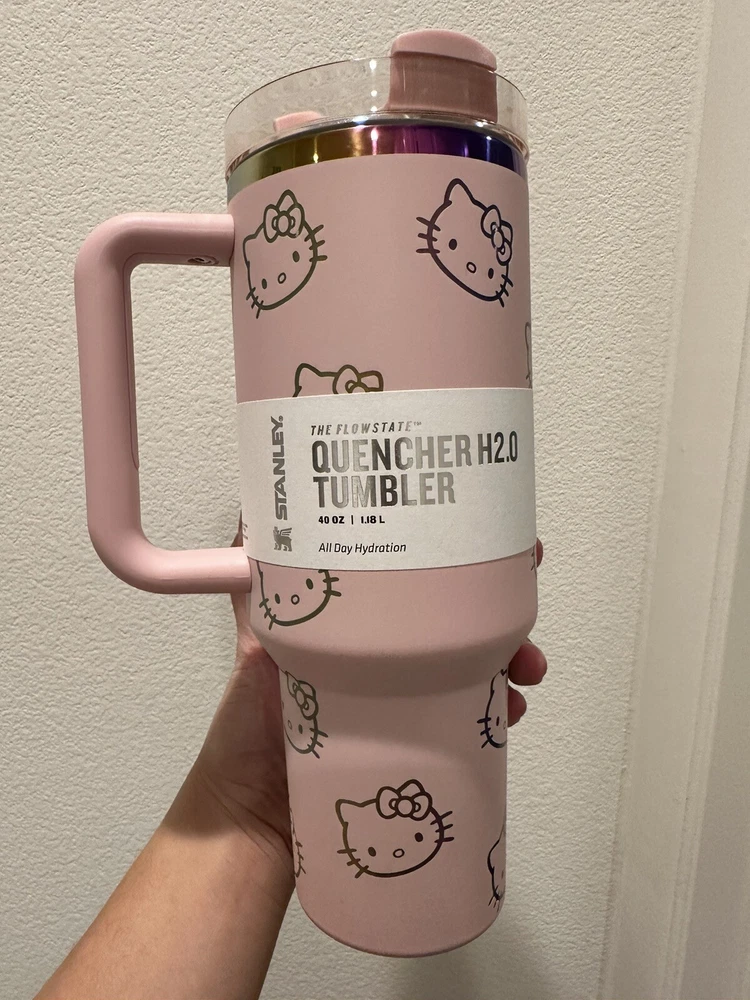 STANLEY®
THE FLOWSTATE™
QUENCHER H2.0
TUMBLER
40 OZ | 1.18 L
All Day Hydration